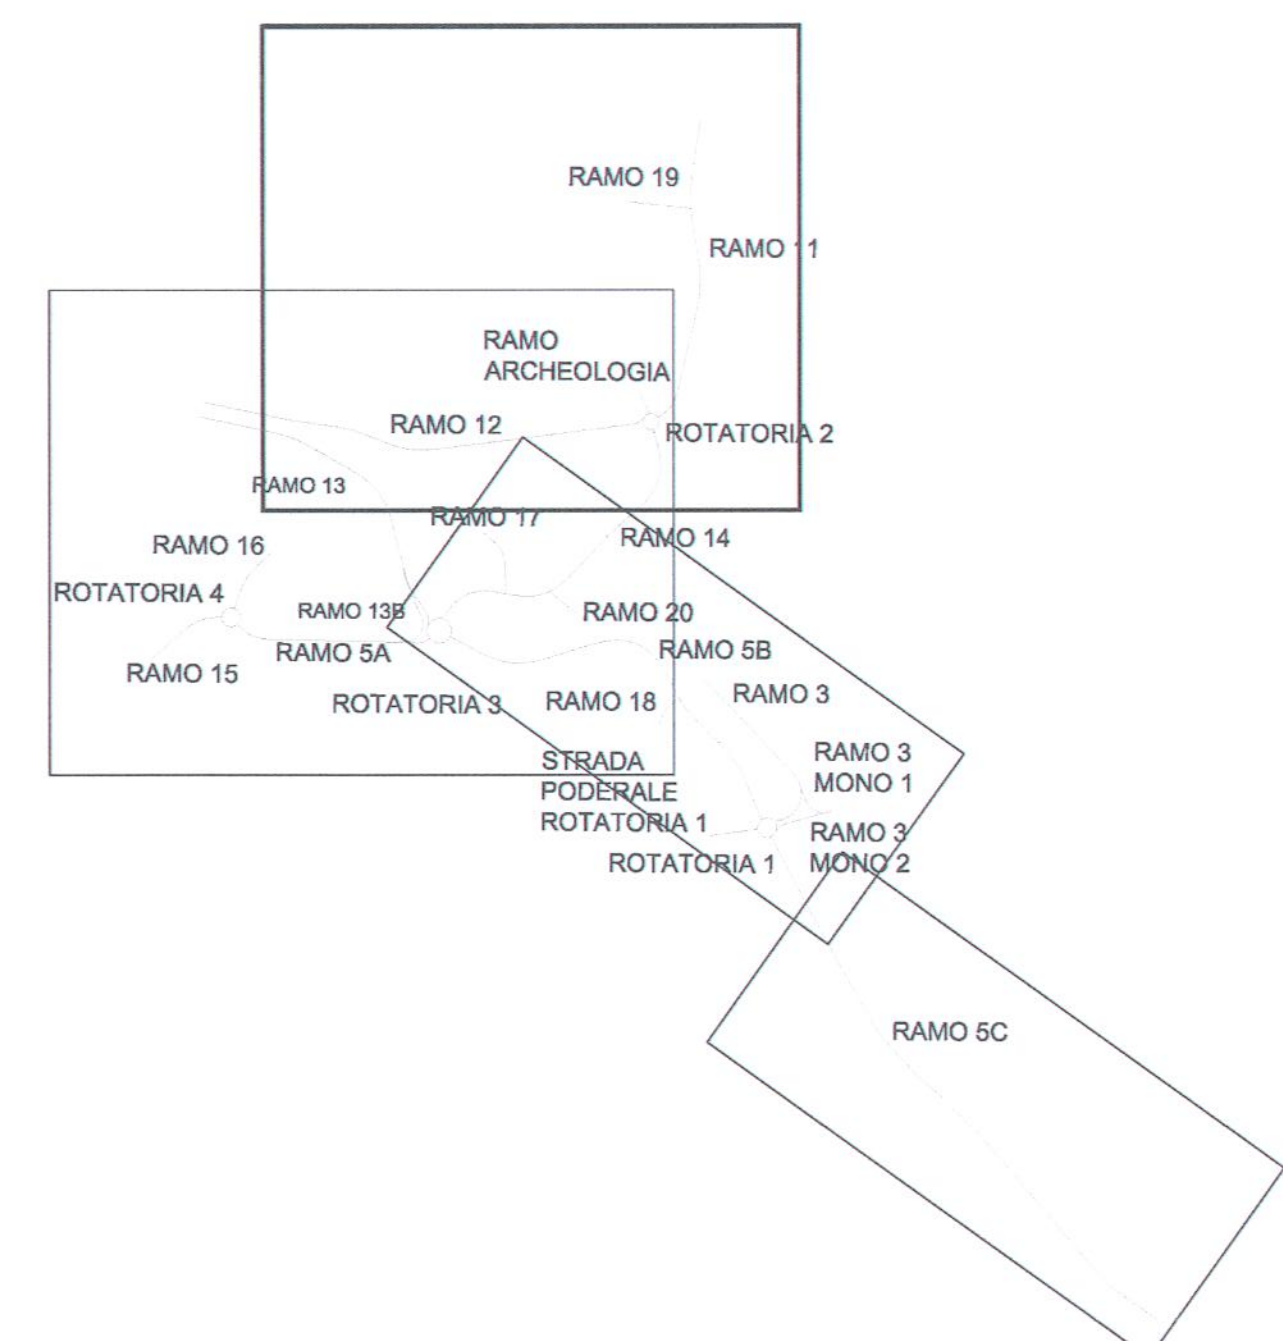 RAMO 19
RAMO 11
RAMO
ARCHEOLOGIA
RAMO 12
ROTATORIA 2
RAMO 13
RAMO 17
RAMO 14
RAMO 16
ROTATORIA 4
RAMO 13B
RAMO 20
RAMO 5A
RAMO 5B
RAMO 15
RAMO 3
ROTATORIA 3
RAMO 18
RAMO 3
MONO 1
STRADA
PODERALE
ROTATORIA 1
RAMO 3
MONO 2
ROTATORIA 1
RAMO 5C